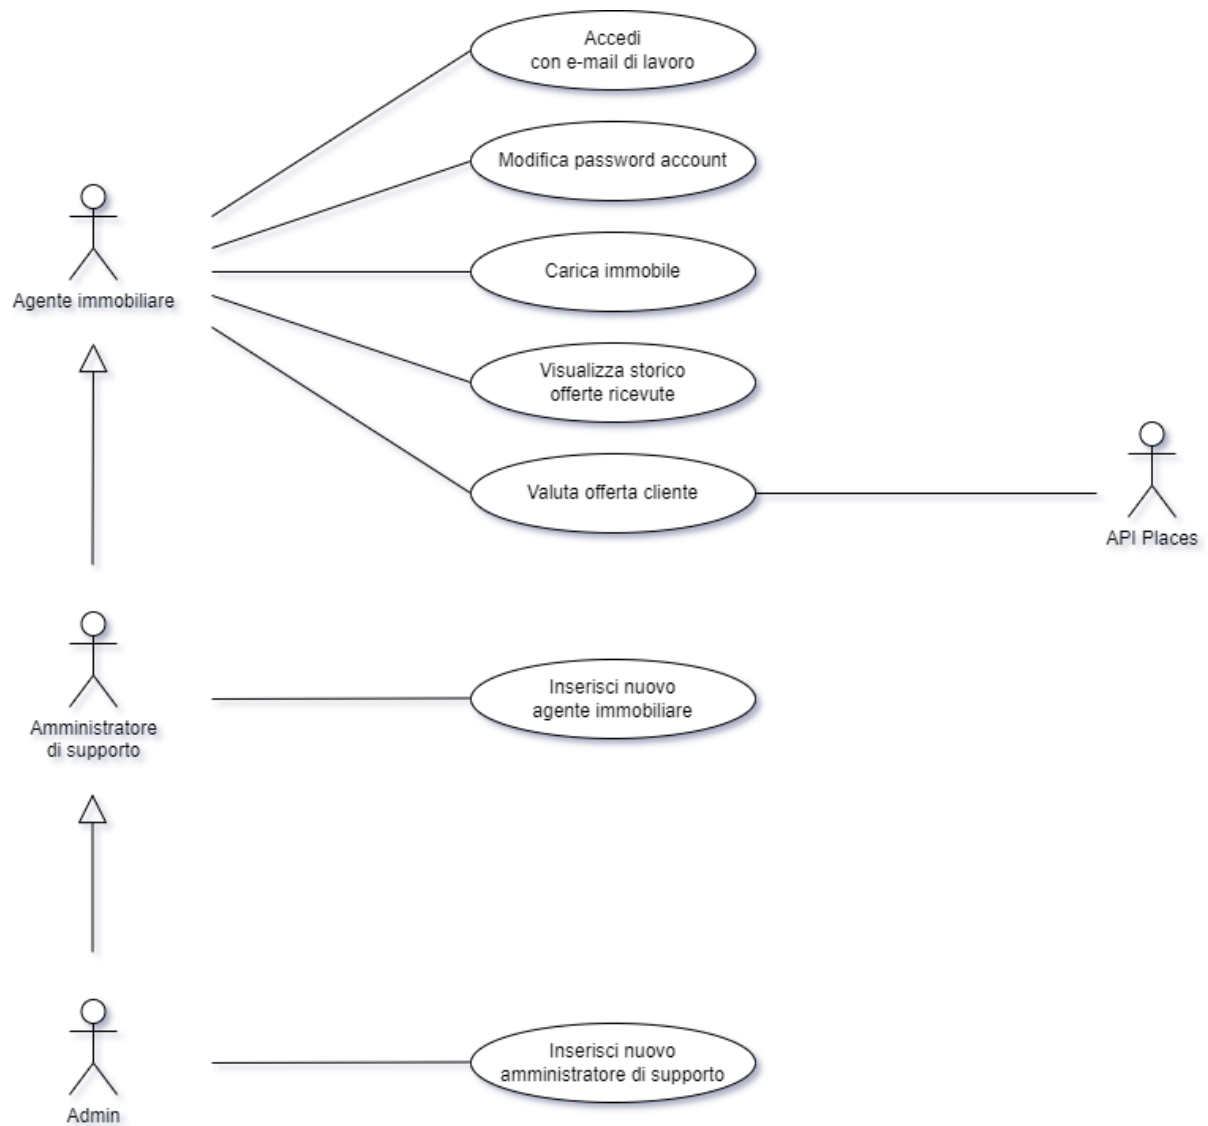 Accedi
con e-mail di lavoro
Modifica password account
Agente immobiliare
Carica immobile
Visualizza storico
offerte ricevute
Valuta offerta cliente
API Places
Amministratore
di supporto
Inserisci nuovo
agente immobiliare
Admin
Inserisci nuovo
amministratore di supporto